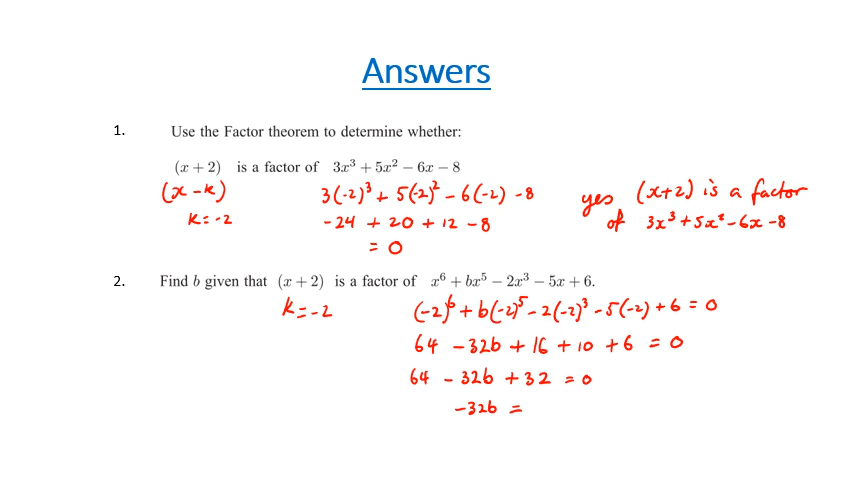 Answers
1. Use the Factor theorem to determine whether:
(x + 2) is a factor of 3x³ + 5x² − 6x − 8
(x − k) 3(-2)³ + 5(-2)² − 6(-2) − 8 yes (x+2) is a factor
k = -2 -24 + 20 + 12 − 8 of 3x³ + 5x² − 6x − 8
= 0
2. Find b given that (x + 2) is a factor of x⁶ + bx⁵ − 2x³ − 5x + 6.
k = -2 (-2)⁶ + b(-2)⁵ − 2(-2)³ − 5(-2) + 6 = 0
64 − 32b + 16 + 10 + 6 = 0
64 − 32b + 32 = 0
-32b =